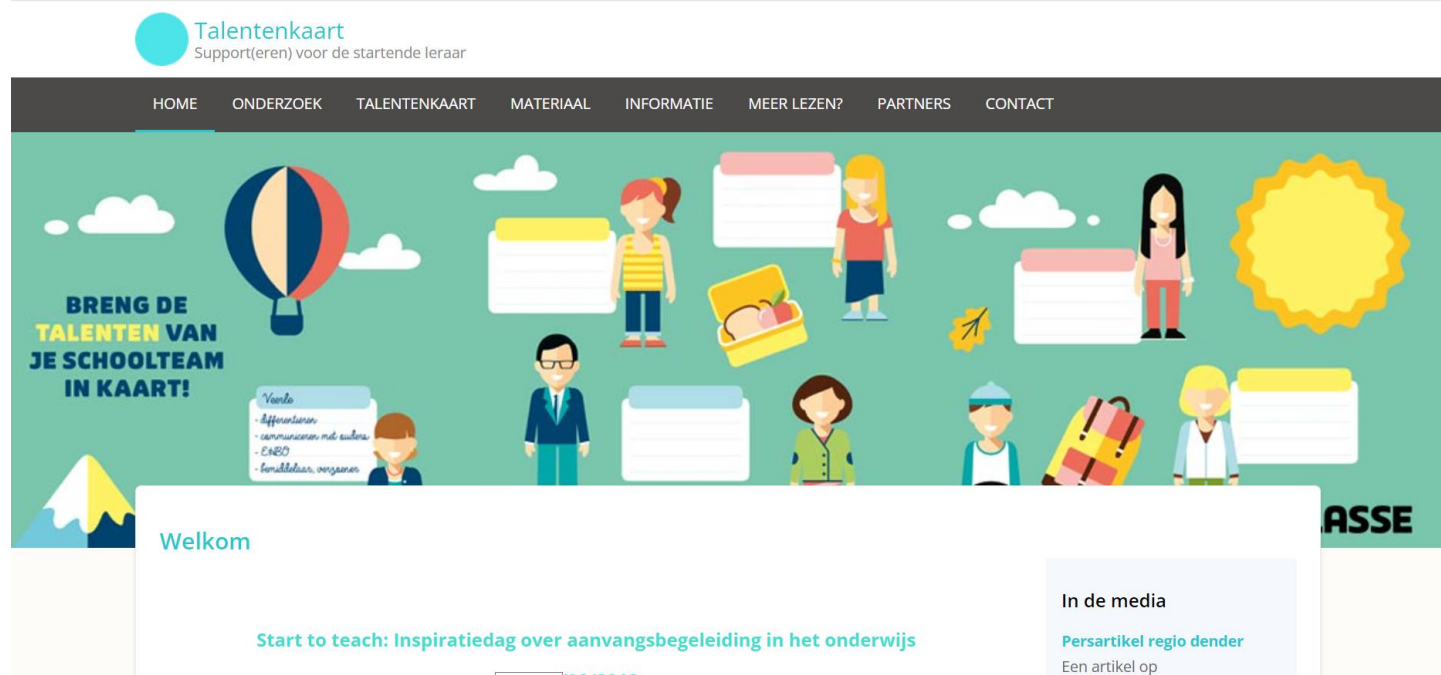 Talentenkaart
Support(eren) voor de startende leraar
HOME ONDERZOEK TALENTENKAART MATERIAAL INFORMATIE MEER LEZEN? PARTNERS CONTACT
BRENG DE
TALENTEN VAN
JE SCHOOLTEAM
IN KAART!
Veerle
- differentiëren
- communiceren met ouders
- EHBO
- bemiddelaar, verzoener
ASSE
Welkom
Start to teach: Inspiratiedag over aanvangsbegeleiding in het onderwijs
In de media
Persartikel regio dender
Een artikel op